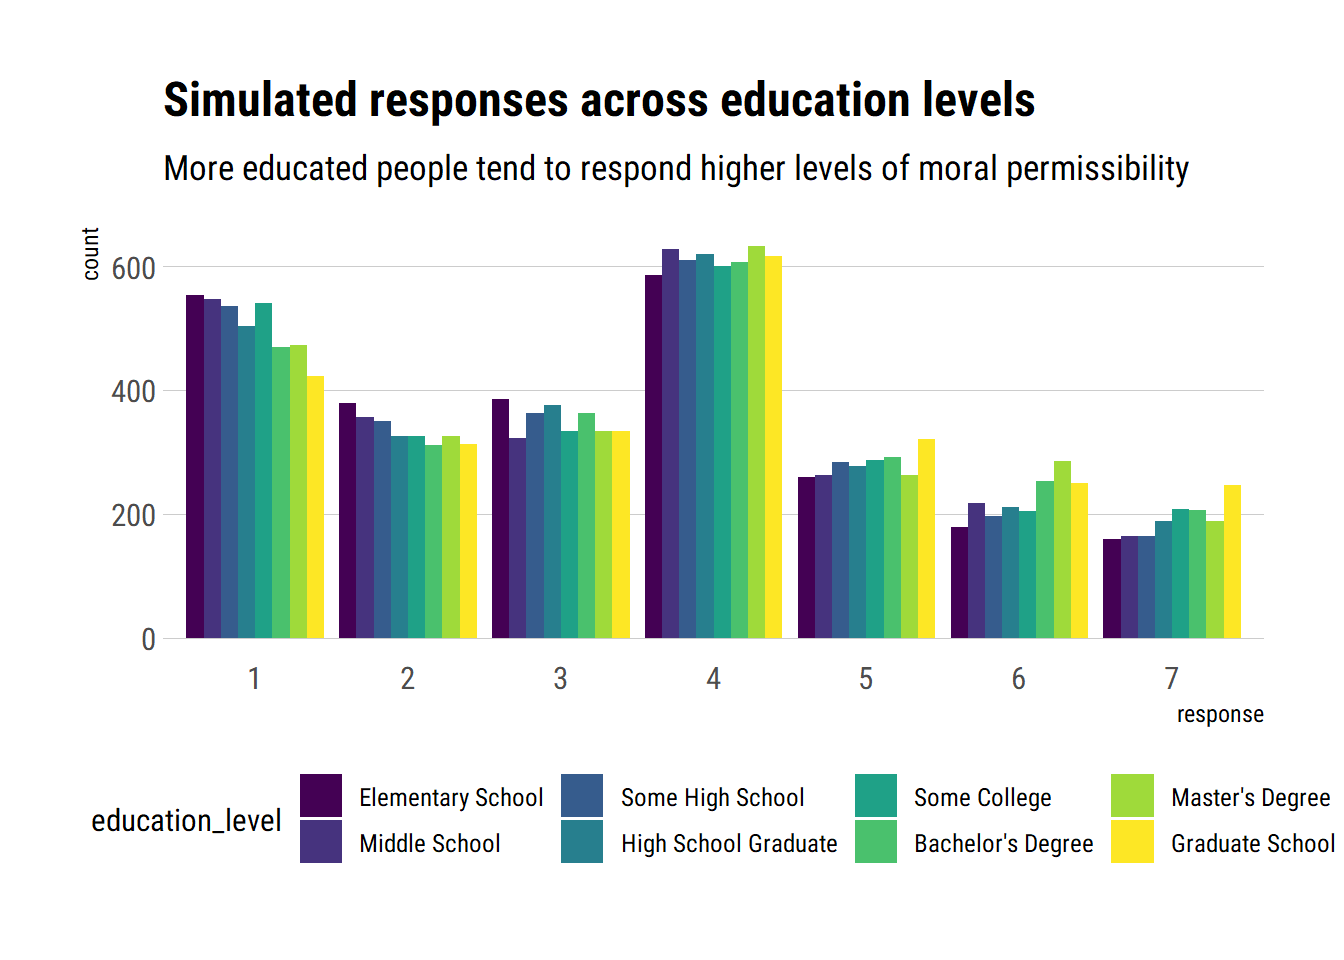 Simulated responses across education levels
More educated people tend to respond higher levels of moral permissibility
count
600
400
200
0
1 2 3 4 5 6 7
response
education_level
Elementary School Some High School Some College Master's Degree
Middle School High School Graduate Bachelor's Degree Graduate School